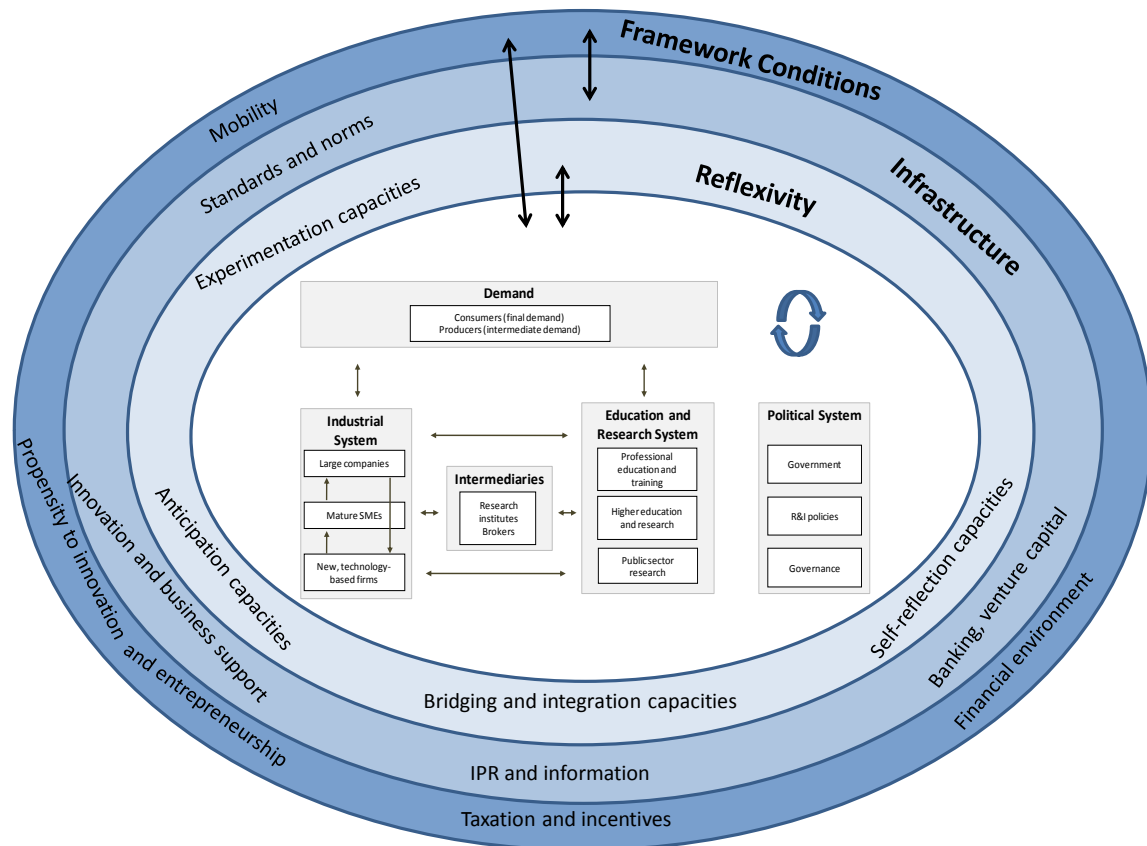 Framework Conditions
Mobility
Standards and norms
Infrastructure
Reflexivity
Experimentation capacities
Demand
Consumers (final demand)
Producers (intermediate demand)
Industrial
System
Large companies
Mature SMEs
New, technology-
based firms
Intermediaries
Research
institutes
Brokers
Education and
Research System
Professional
education and
training
Higher education
and research
Public sector
research
Political System
Government
R&I policies
Governance
Propensity to innovation and entrepreneurship
Innovation and business support
Anticipation capacities
Self-reflection capacities
Banking, venture capital
Financial environment
Bridging and integration capacities
IPR and information
Taxation and incentives